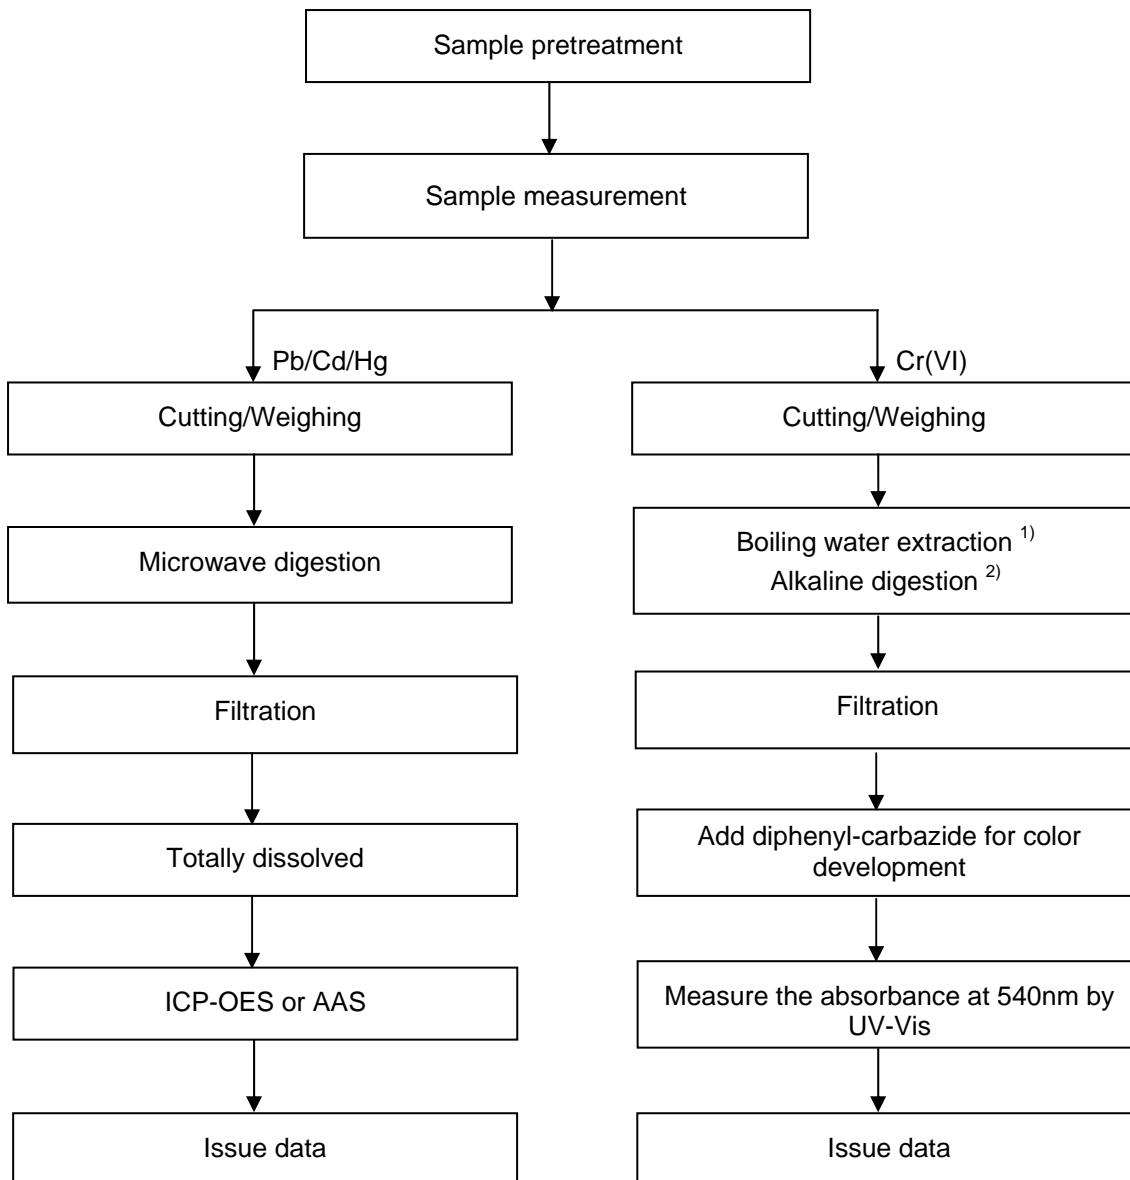 Sample pretreatment
Sample measurement
Pb/Cd/Hg
Cutting/Weighing
Microwave digestion
Filtration
Totally dissolved
ICP-OES or AAS
Issue data
Cr(VI)
Cutting/Weighing
Boiling water extraction 1)
Alkaline digestion 2)
Filtration
Add diphenyl-carbazide for color
development
Measure the absorbance at 540nm by
UV-Vis
Issue data